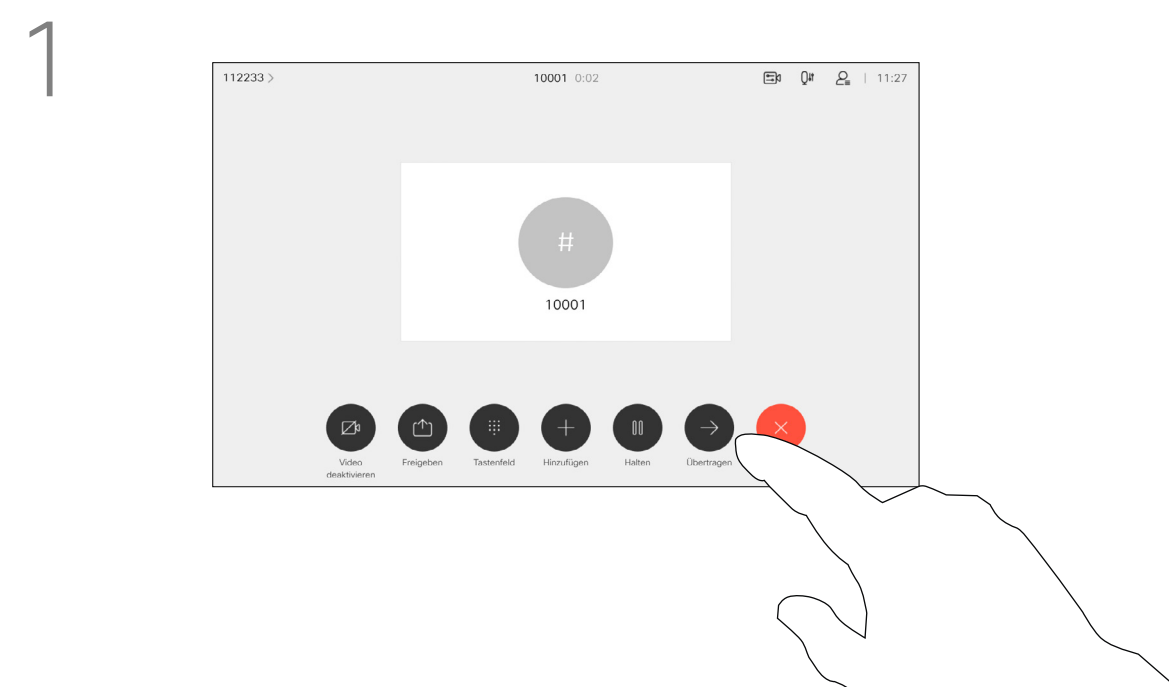 1
112233 >
10001 0:02
11:27
#
10001
Video deaktivieren
Freigeben
Tastenfeld
Hinzufügen
Halten
Übertragen